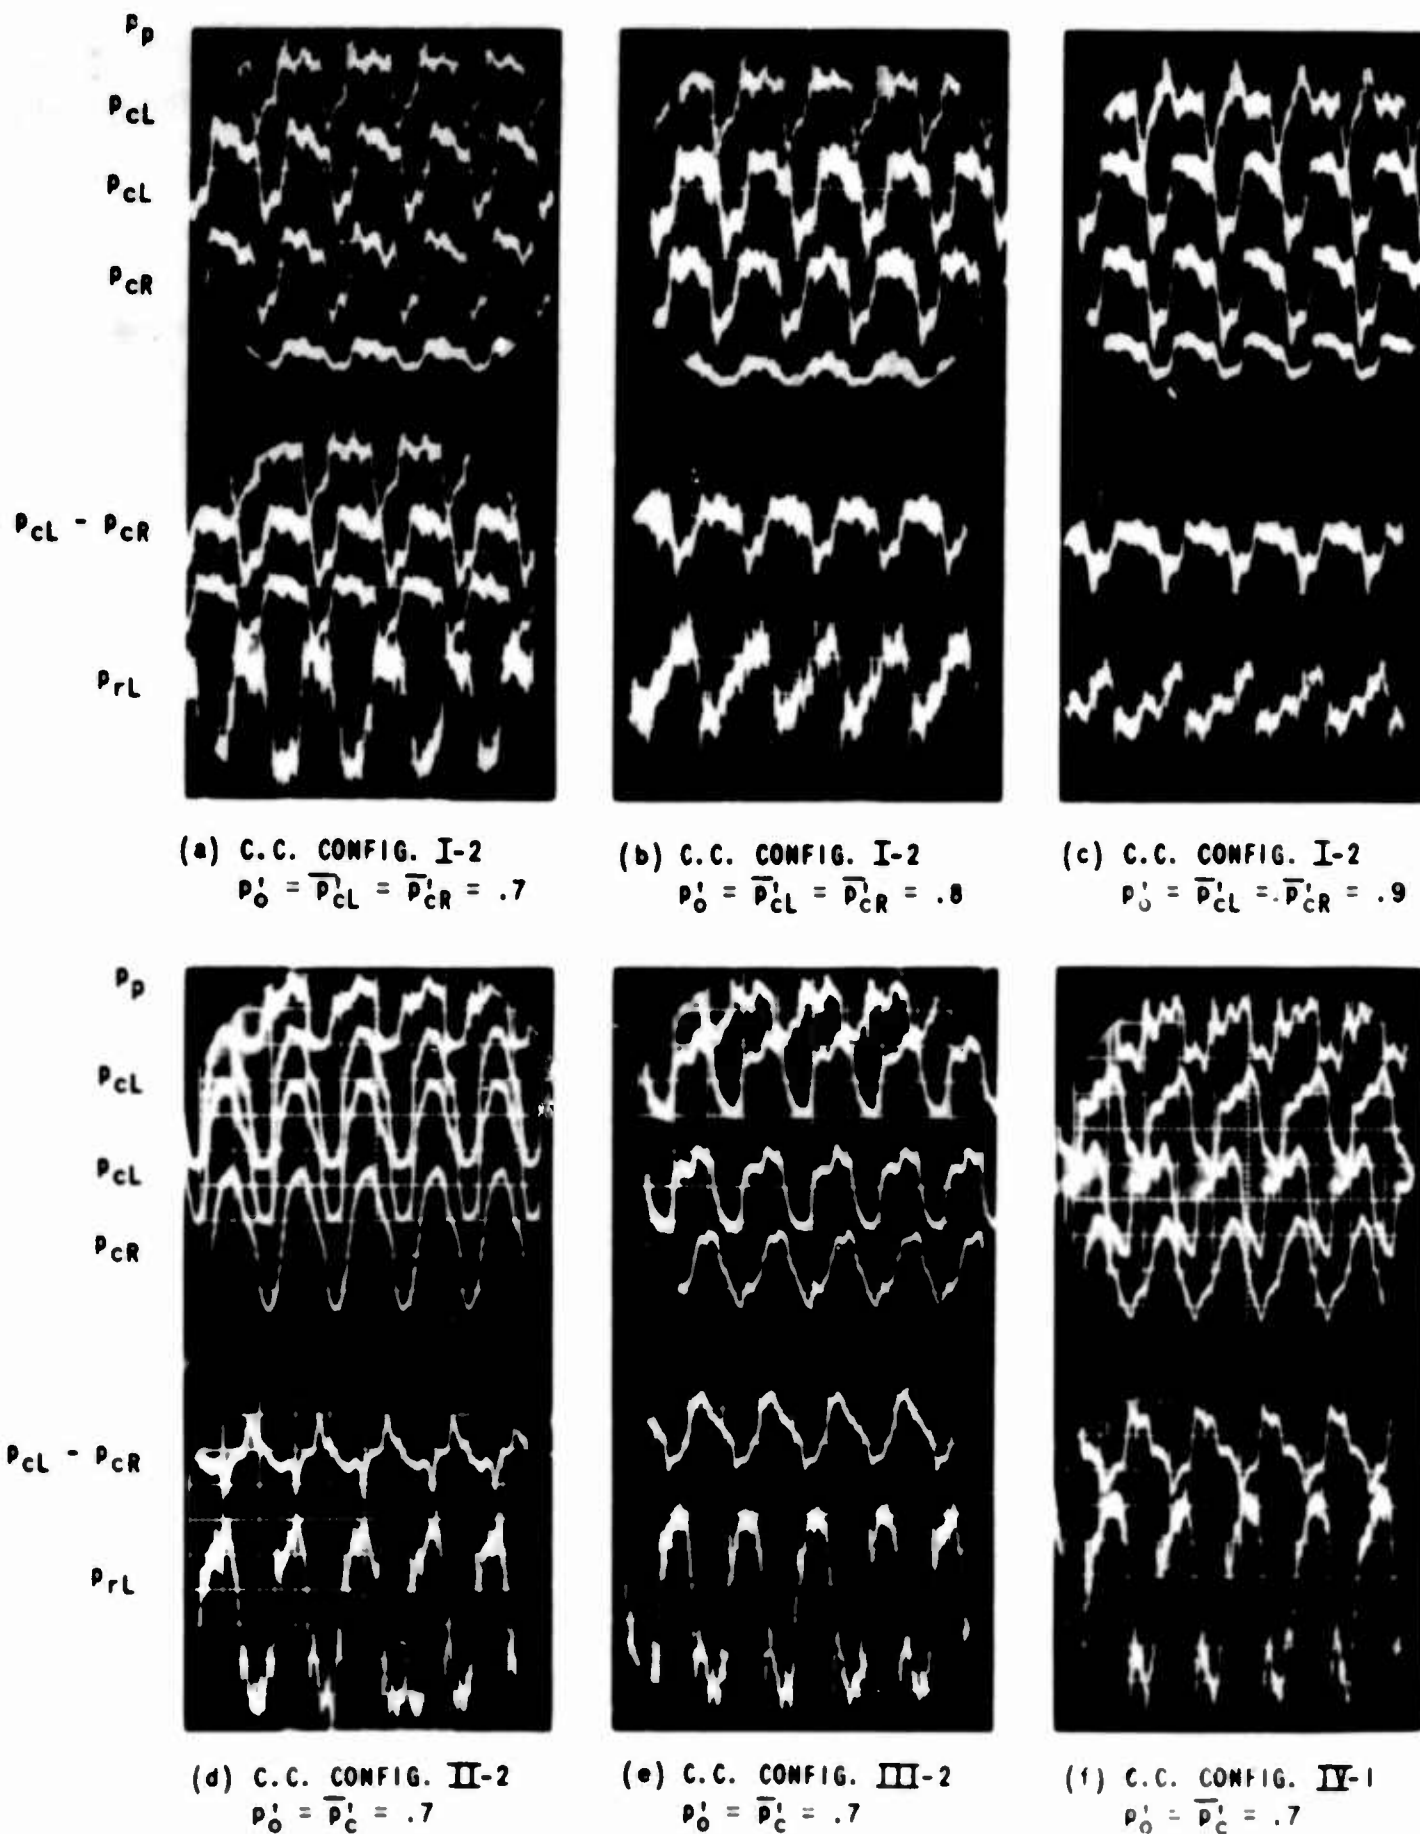 Pp
PcL
PcL
PcR
PcL - PcR
PrL
(a) C.C. CONFIG. I-2
p'o = p̄'cL = p̄'cR = .7
(b) C.C. CONFIG. I-2
p'o = p̄'cL = p̄'cR = .8
(c) C.C. CONFIG. I-2
p'o = p̄'cL = p̄'cR = .9
Pp
PcL
PcL
PcR
PcL - PcR
PrL
(d) C.C. CONFIG. II-2
p'o = p̄'c = .7
(e) C.C. CONFIG. III-2
p'o = p̄'c = .7
(f) C.C. CONFIG. IV-1
p'o = p̄'c = .7